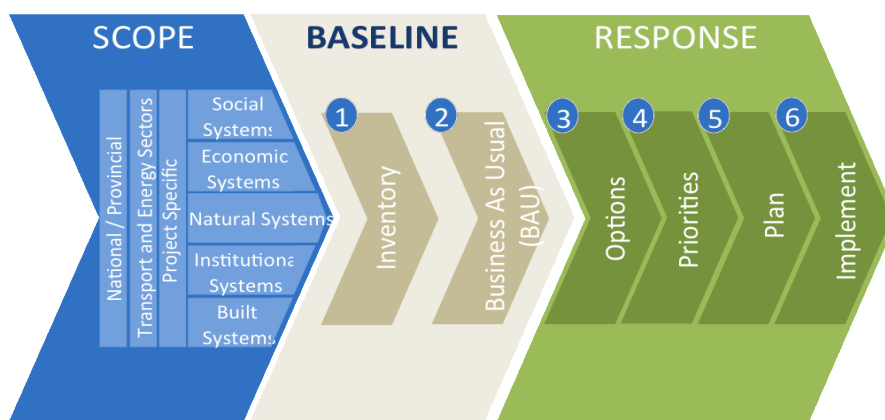 SCOPE
BASELINE
RESPONSE
National / Provincial
Transport and Energy Sectors
Project Specific
Social
Systems
Economic
Systems
Natural Systems
Institutiona
Systems
Built
Systems
1
Inventory
2
Business As Usual
(BAU)
3
Options
4
Priorities
5
Plan
6
Implement